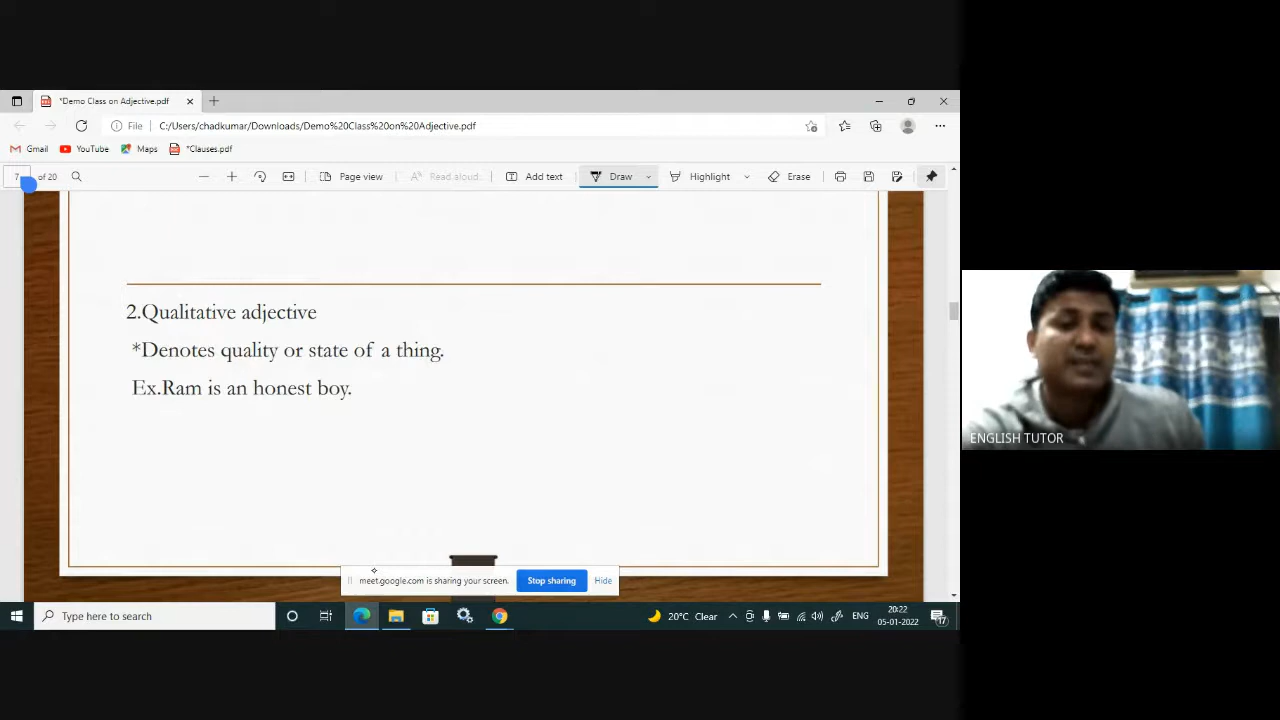 *Demo Class on Adjective.pdf
File C:/Users/chadkumar/Downloads/Demo%20Class%20on%20Adjective.pdf
Gmail YouTube Maps *Clauses.pdf
7 of 20 Page view Read aloud Add text Draw Highlight Erase
2.Qualitative adjective
*Denotes quality or state of a thing.
Ex.Ram is an honest boy.
ENGLISH TUTOR
meet.google.com is sharing your screen. Stop sharing Hide
Type here to search 20°C Clear ENG 20:22
05-01-2022 17